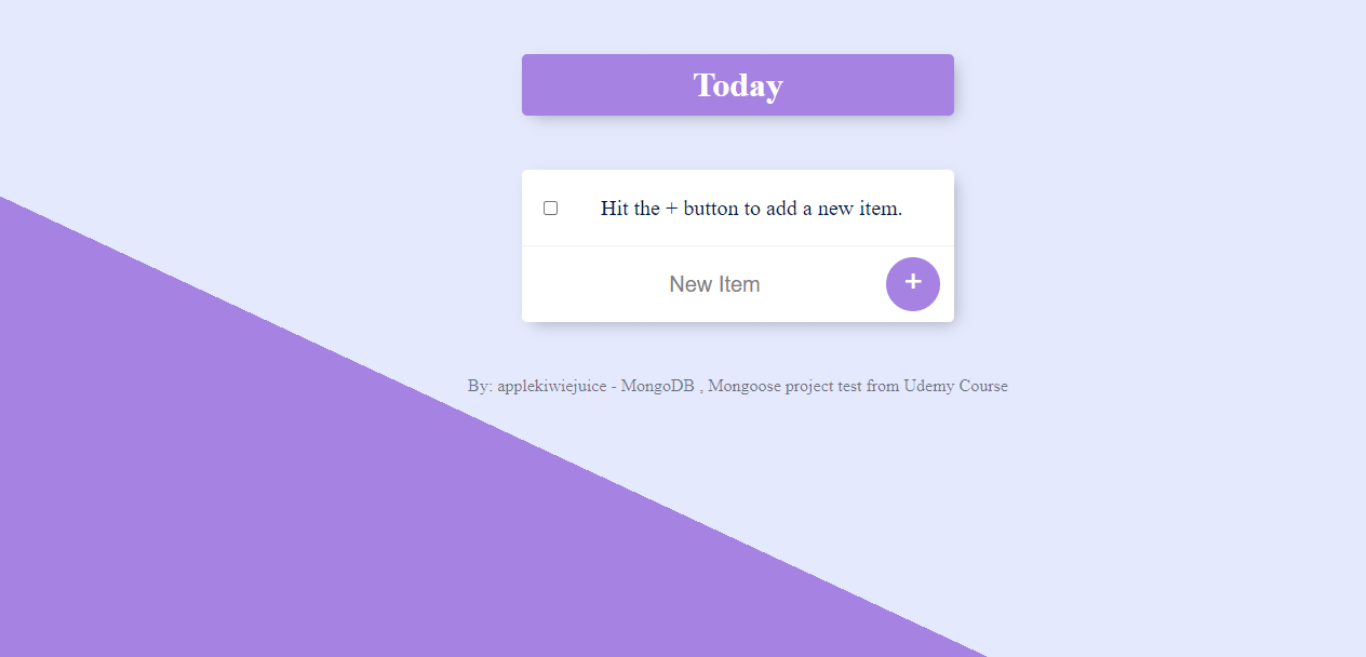 Today
Hit the + button to add a new item.
New Item +
By: applekiwiejuice - MongoDB , Mongoose project test from Udemy Course